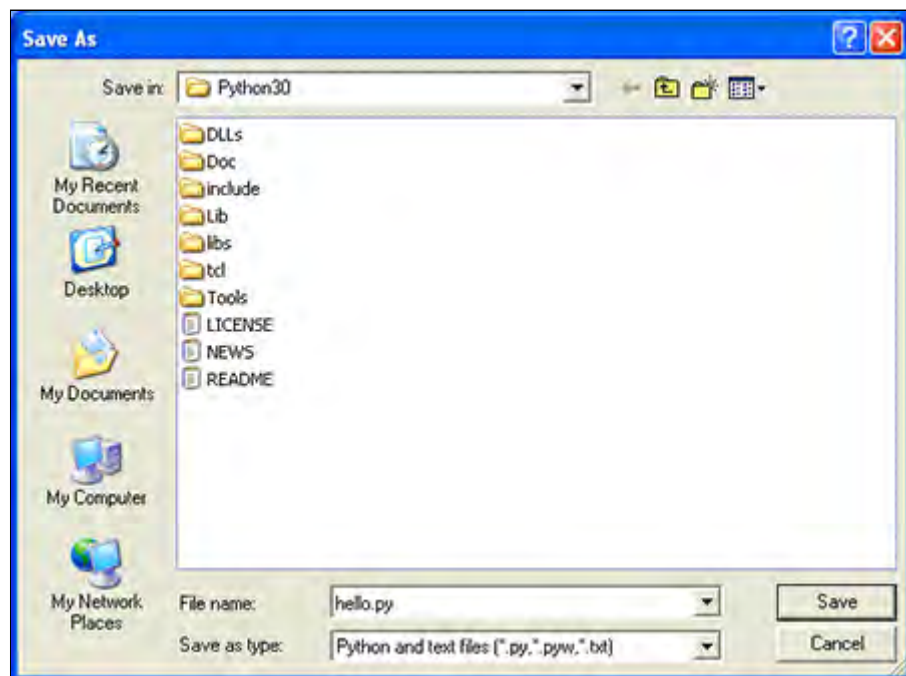 Save As
Save in:
Python30
My Recent
Documents
Desktop
My Documents
My Computer
My Network
Places
DLLs
Doc
include
Lib
libs
tcl
Tools
LICENSE
NEWS
README
File name:
hello.py
Save
Save as type:
Python and text files (*.py,*.pyw,*.txt)
Cancel